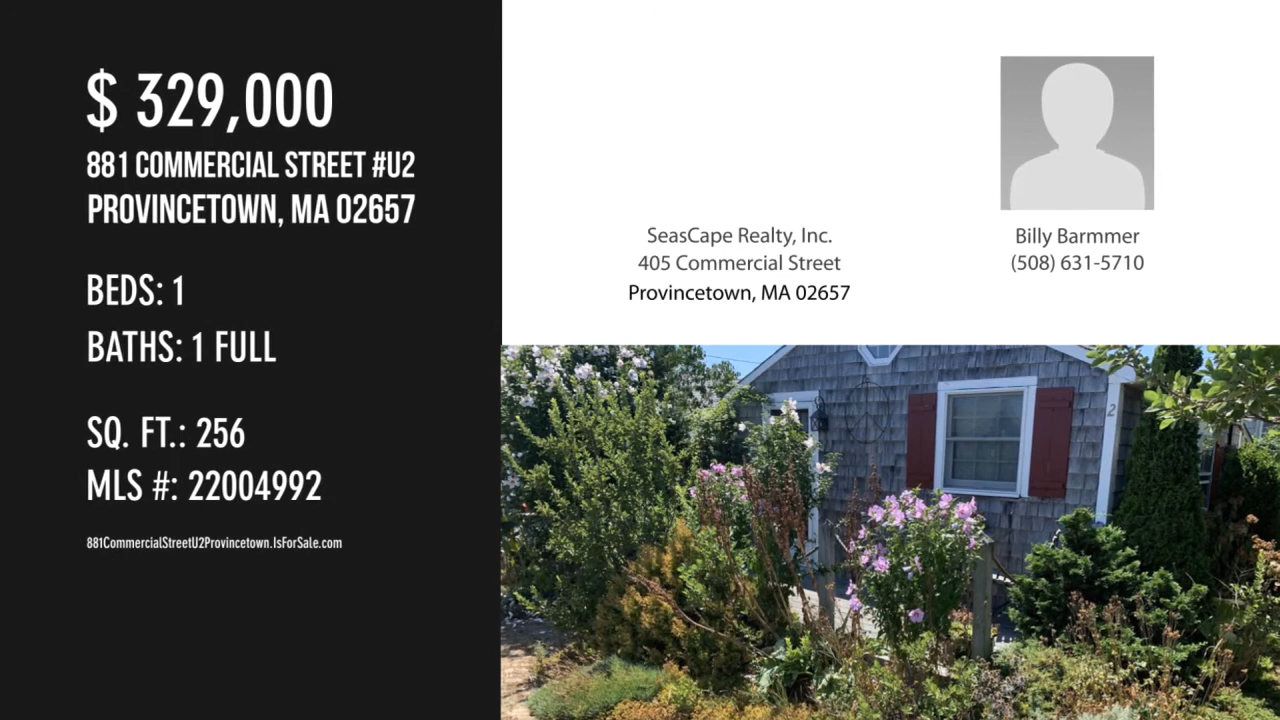 $ 329,000
881 COMMERCIAL STREET #U2
PROVINCETOWN, MA 02657
BEDS: 1
BATHS: 1 FULL
SQ. FT.: 256
MLS #: 22004992
881CommercialStreetU2Provincetown.IsForSale.com
SeasCape Realty, Inc.
405 Commercial Street
Provincetown, MA 02657
Billy Barmmer
(508) 631-5710
2